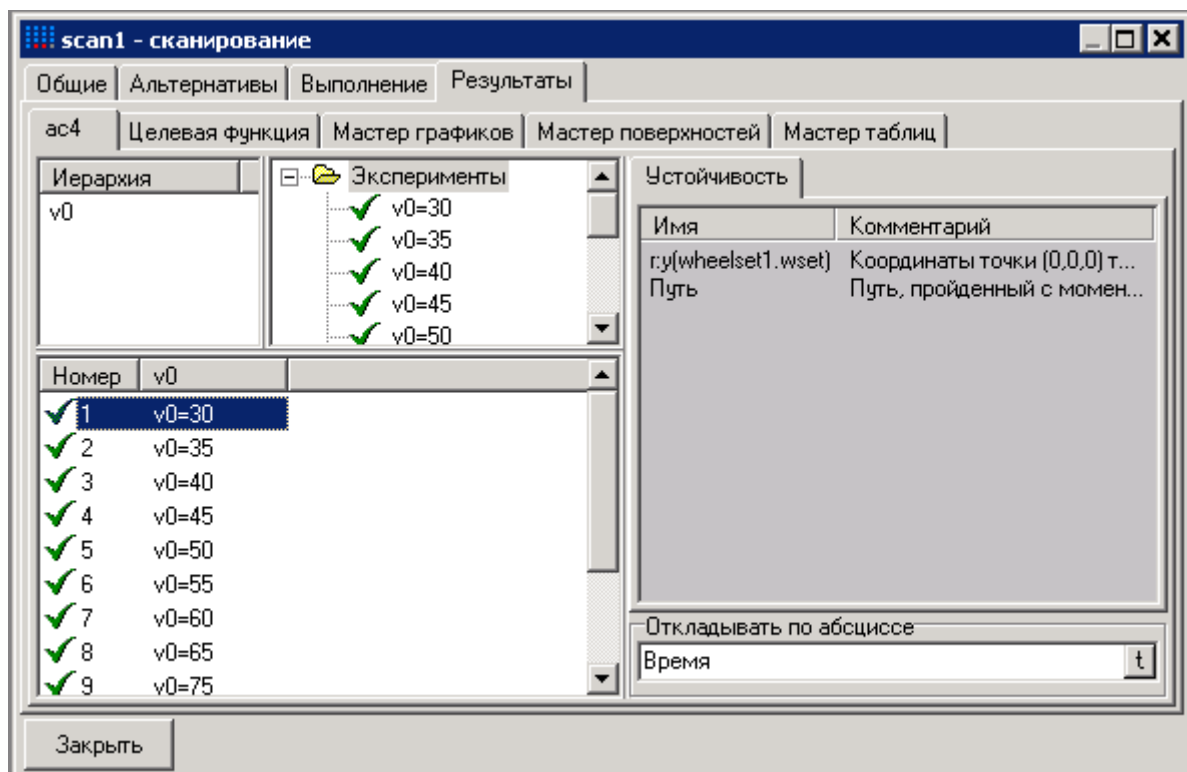 scan1 - сканирование
Общие Альтернативы Выполнение Результаты
ac4 Целевая функция Мастер графиков Мастер поверхностей Мастер таблиц
Иерархия
v0
Эксперименты
v0=30
v0=35
v0=40
v0=45
v0=50
Номер v0
1 v0=30
2 v0=35
3 v0=40
4 v0=45
5 v0=50
6 v0=55
7 v0=60
8 v0=65
9 v0=75
Устойчивость
Имя Комментарий
r:y(wheelset1.wset) Координаты точки (0,0,0) т...
Путь Путь, пройденный с момен...
Откладывать по абсциссе
Время t
Закрыть